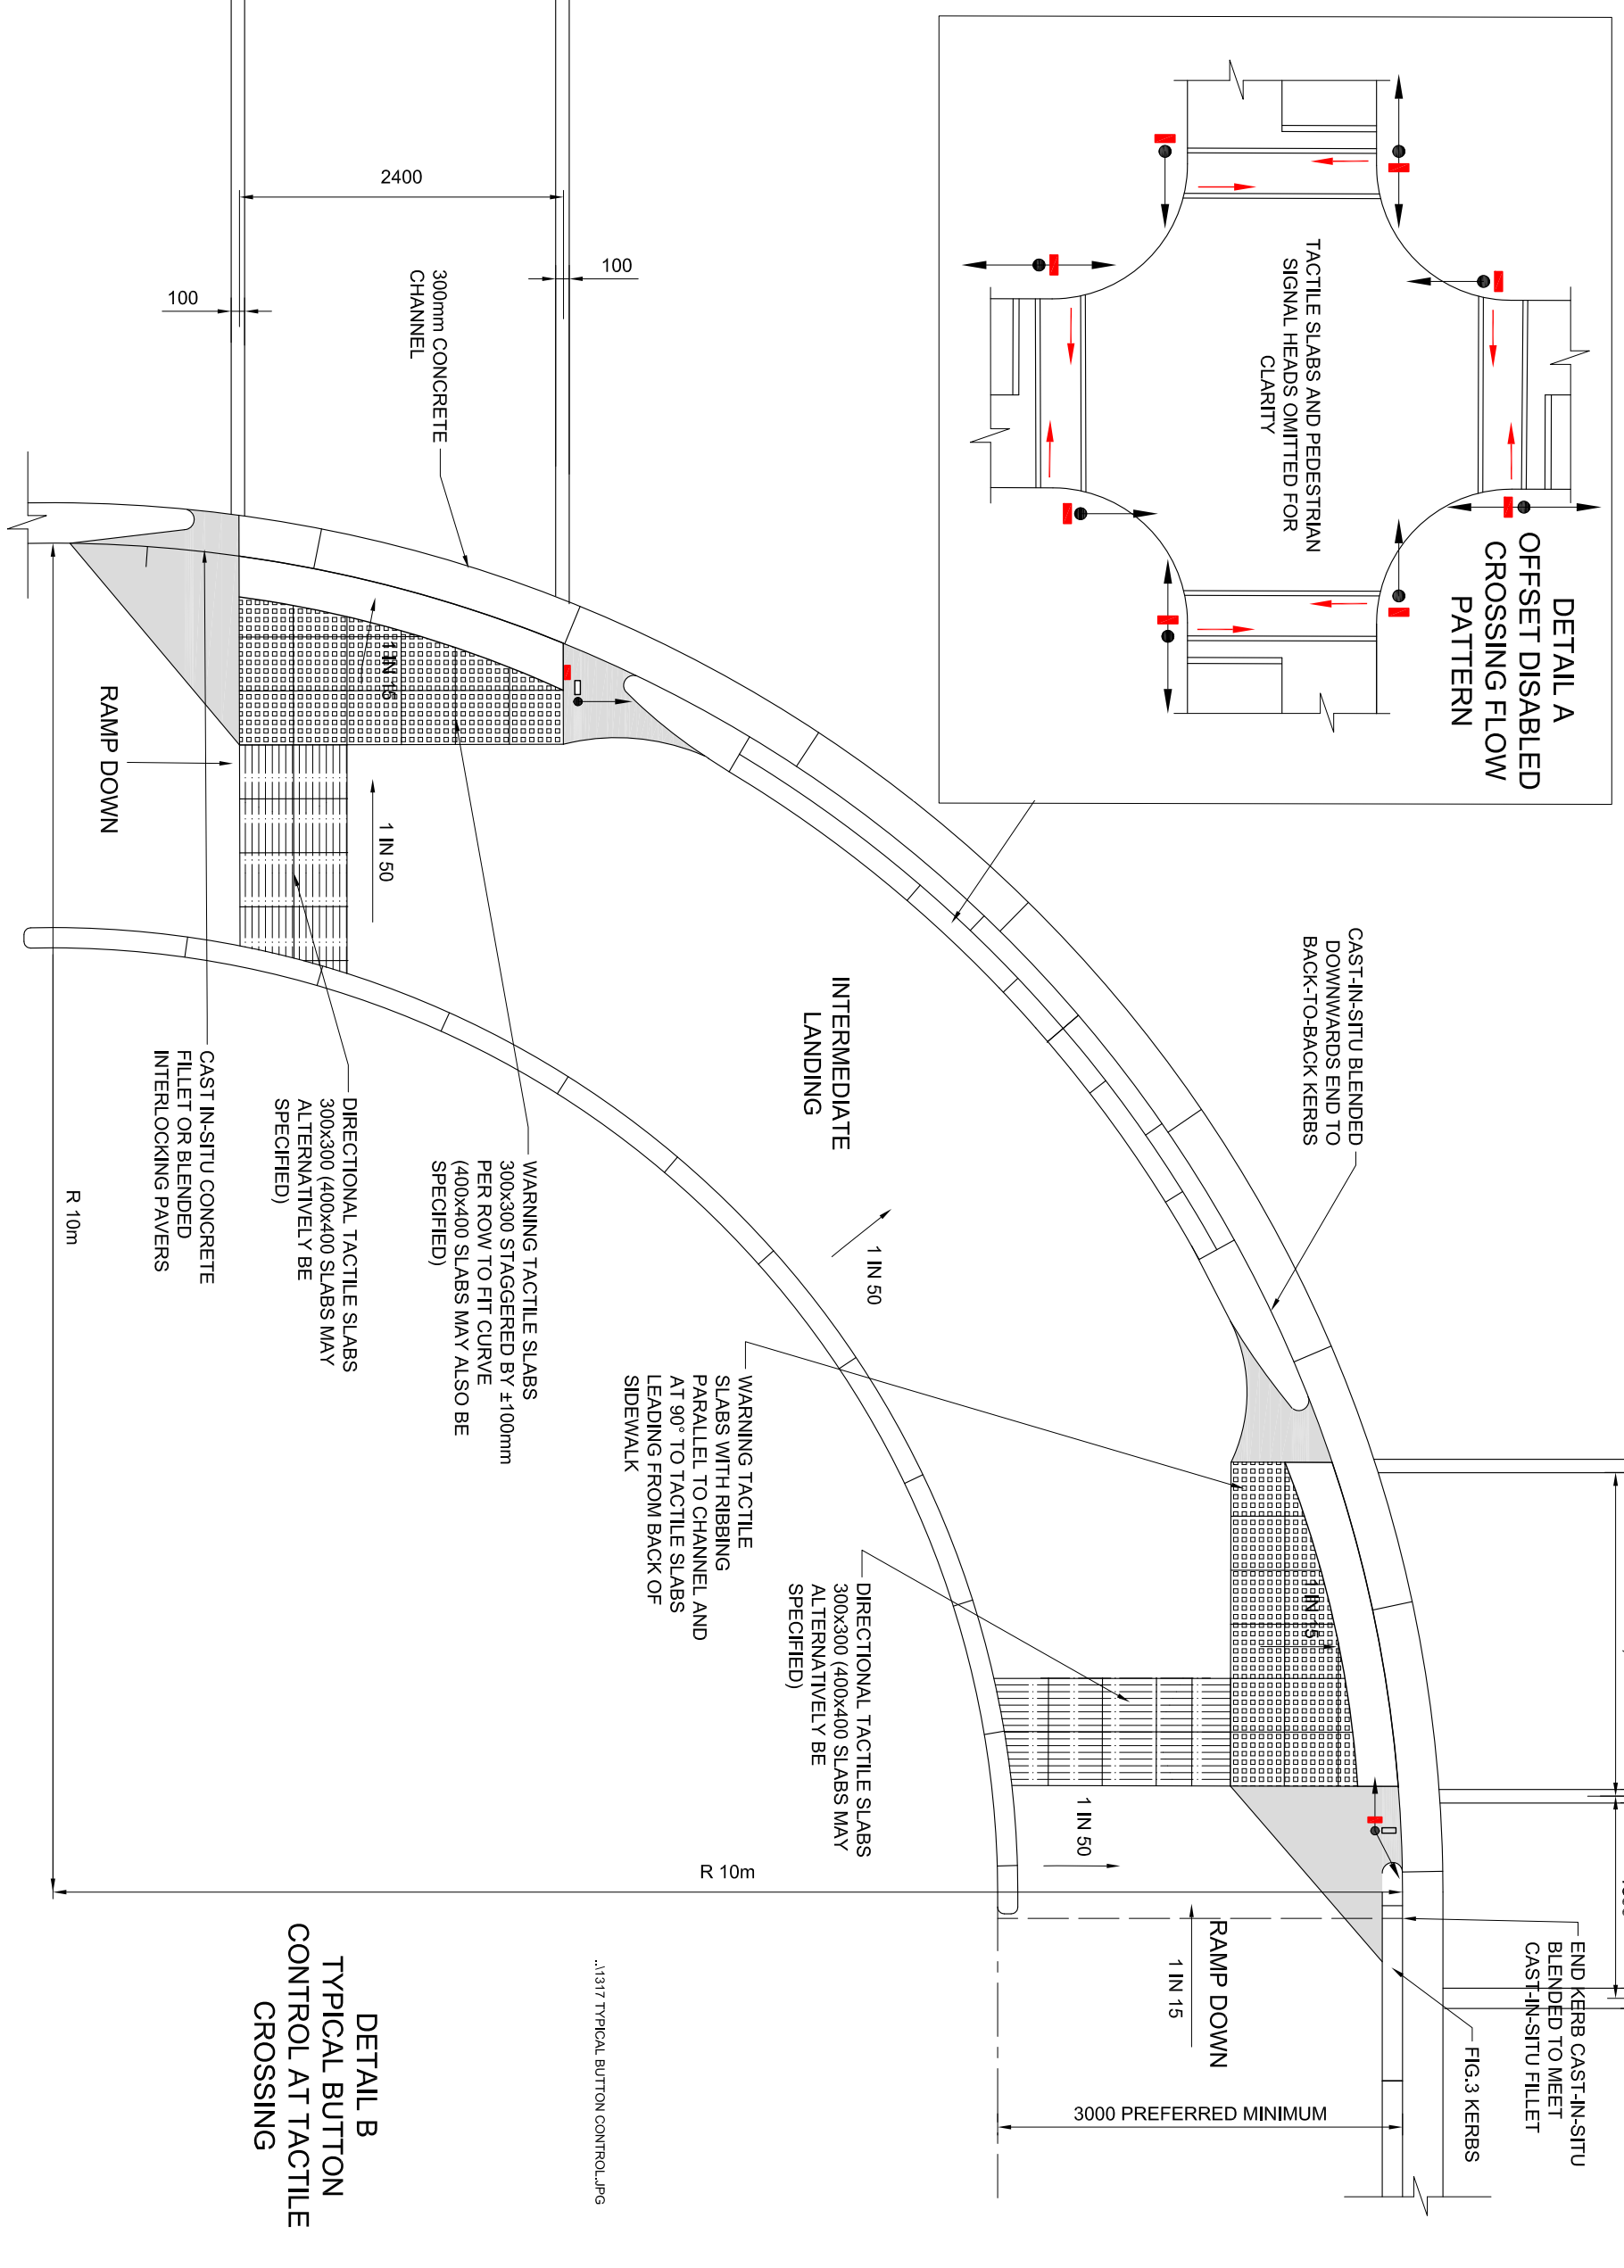 DETAIL A
OFFSET DISABLED
CROSSING FLOW
PATTERN
TACTILE SLABS AND PEDESTRIAN
SIGNAL HEADS OMITTED FOR
CLARITY
2400
100
100
300mm CONCRETE
CHANNEL
1 IN 15
RAMP DOWN
1 IN 50
CAST-IN-SITU BLENDED
DOWNWARDS END TO
BACK-TO-BACK KERBS
INTERMEDIATE
LANDING
1 IN 50
CAST IN-SITU CONCRETE
FILLET OR BLENDED
INTERLOCKING PAVERS
DIRECTIONAL TACTILE SLABS
300x300 (400x400 SLABS MAY
ALTERNATIVELY BE
SPECIFIED)
WARNING TACTILE SLABS
300x300 STAGGERED BY ±100mm
PER ROW TO FIT CURVE
(400x400 SLABS MAY ALSO BE
SPECIFIED)
WARNING TACTILE
SLABS WITH RIBBING
PARALLEL TO CHANNEL AND
AT 90° TO TACTILE SLABS
LEADING FROM BACK OF
SIDEWALK
DIRECTIONAL TACTILE SLABS
300x300 (400x400 SLABS MAY
ALTERNATIVELY BE
SPECIFIED)
1 IN 15
1 IN 50
R 10m
R 10m
RAMP DOWN
1 IN 15
END KERB CAST-IN-SITU
BLENDED TO MEET
CAST-IN-SITU FILLET
FIG.3 KERBS
3000 PREFERRED MINIMUM
..\1317 TYPICAL BUTTON CONTROL.JPG
DETAIL B
TYPICAL BUTTON
CONTROL AT TACTILE
CROSSING